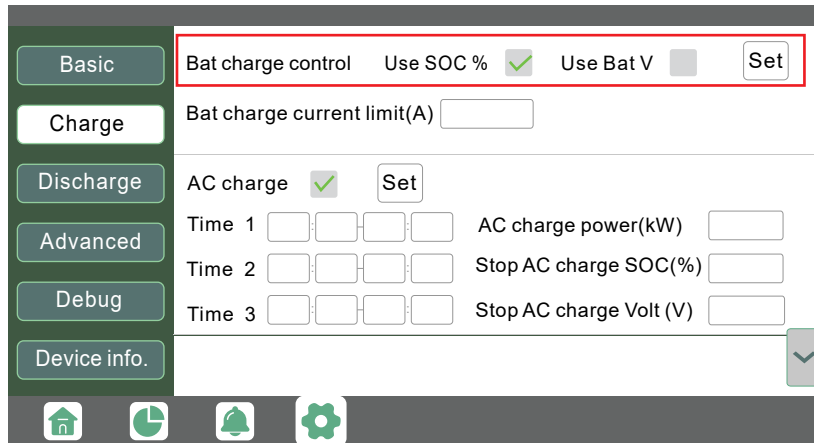 Basic
Charge
Discharge
Advanced
Debug
Device info.
Bat charge control Use SOC % Use Bat V Set
Bat charge current limit(A)
AC charge Set
Time 1 : - : AC charge power(kW)
Time 2 : - : Stop AC charge SOC(%)
Time 3 : - : Stop AC charge Volt (V)